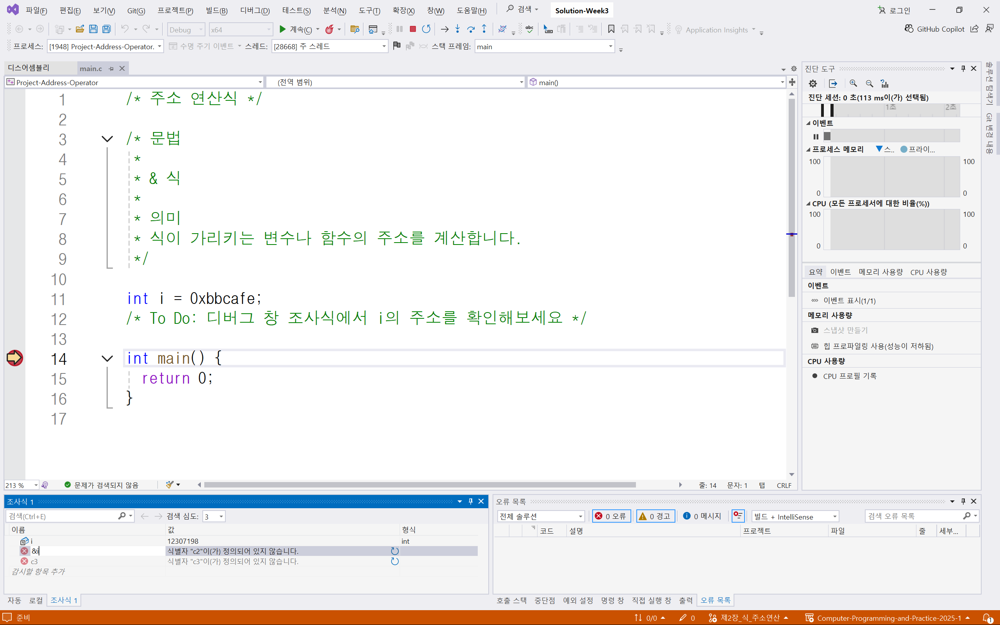 파일(F) 편집(E) 보기(V) Git(G) 프로젝트(P) 빌드(B) 디버그(D) 테스트(S) 분석(N) 도구(T) 확장(X) 창(W) 도움말(H) 검색 Solution-Week3 로그인
Debug x64 계속(C) abc Application Insights GitHub Copilot
프로세스: [1948] Project-Address-Operator. 수명 주기 이벤트 스레드: [28668] 주 스레드 스택 프레임: main
디스어셈블리 main.c
Project-Address-Operator (전역 범위) main()
1 /* 주소 연산식 */
2
3 /* 문법
4 *
5 * & 식
6 *
7 * 의미
8 * 식이 가리키는 변수나 함수의 주소를 계산합니다.
9 */
10
11 int i = 0xbbcafe;
12 /* To Do: 디버그 창 조사식에서 i의 주소를 확인해보세요 */
13
14 int main() {
15 return 0;
16 }
17
213 % 문제가 검색되지 않음 줄: 14 문자: 1 탭 CRLF
진단 도구
진단 세션: 0 초(113 ms이(가) 선택됨)
1초 2초
이벤트
프로세스 메모리 스.. 프라이...
100 100
0 0
CPU (모든 프로세서에 대한 비율(%))
100 100
0 0
요약 이벤트 메모리 사용량 CPU 사용량
이벤트
이벤트 표시(1/1)
메모리 사용량
스냅샷 만들기
힙 프로파일링 사용(성능이 저하됨)
CPU 사용량
CPU 프로필 기록
솔루션 탐색기
Git 변경 내용
조사식 1
검색(Ctrl+E) 검색 심도: 3
이름 값 형식
i 12307198 int
&i 식별자 "c2"이(가) 정의되어 있지 않습니다.
c3 식별자 "c3"이(가) 정의되어 있지 않습니다.
감시할 항목 추가
자동 로컬 조사식 1
오류 목록
전체 솔루션 0 오류 0 경고 0 메시지 빌드 + IntelliSense 검색 오류 목록
코드 설명 프로젝트 파일 줄 세부...
호출 스택 중단점 예외 설정 명령 창 직접 실행 창 출력 오류 목록
준비 0/0 0 제2장_식_주소연산 Computer-Programming-and-Practice-2025-1 1